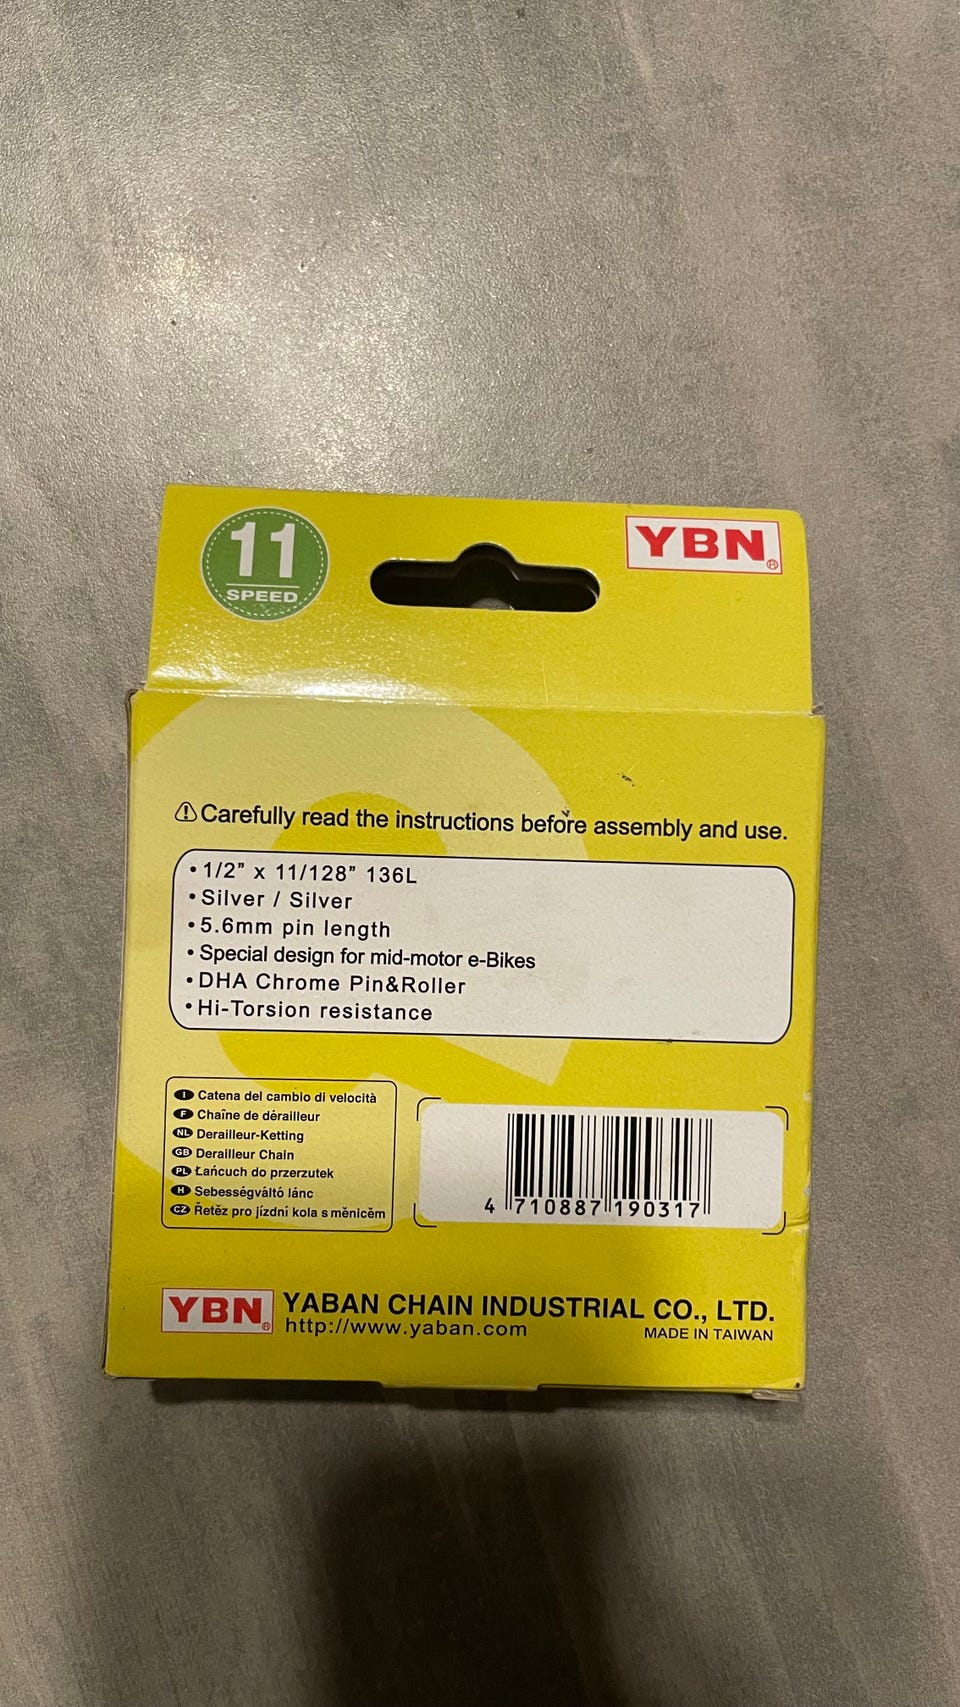 11
SPEED
YBN®
Carefully read the instructions before assembly and use.
• 1/2” x 11/128” 136L
• Silver / Silver
• 5.6mm pin length
• Special design for mid-motor e-Bikes
• DHA Chrome Pin&Roller
• Hi-Torsion resistance
I Catena del cambio di velocità
F Chaîne de dérailleur
NL Derailleur-Ketting
GB Derailleur Chain
PL Łańcuch do przerzutek
H Sebességváltó lánc
CZ Řetěz pro jízdní kola s měnicěm
4 710887 190317
YBN® YABAN CHAIN INDUSTRIAL CO., LTD.
http://www.yaban.com
MADE IN TAIWAN